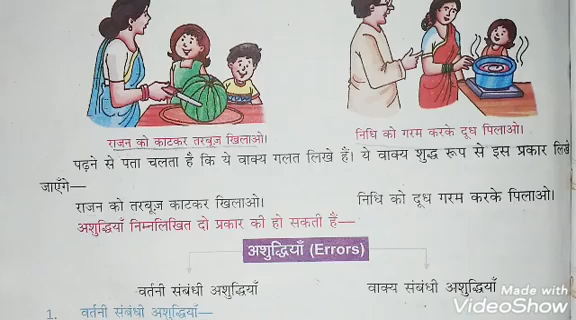 राजन को काटकर तरबूज़ खिलाओ।
निधि को गरम करके दूध पिलाओ।
पढ़ने से पता चलता है कि ये वाक्य गलत लिखे हैं। ये वाक्य शुद्ध रूप से इस प्रकार लिखे
जाएँगे—
राजन को तरबूज़ काटकर खिलाओ।
निधि को दूध गरम करके पिलाओ।
अशुद्धियाँ निम्नलिखित दो प्रकार की हो सकती हैं—
अशुद्धियाँ (Errors)
वर्तनी संबंधी अशुद्धियाँ
वाक्य संबंधी अशुद्धियाँ
1. वर्तनी संबंधी अशुद्धियाँ—
Made with
VideoShow